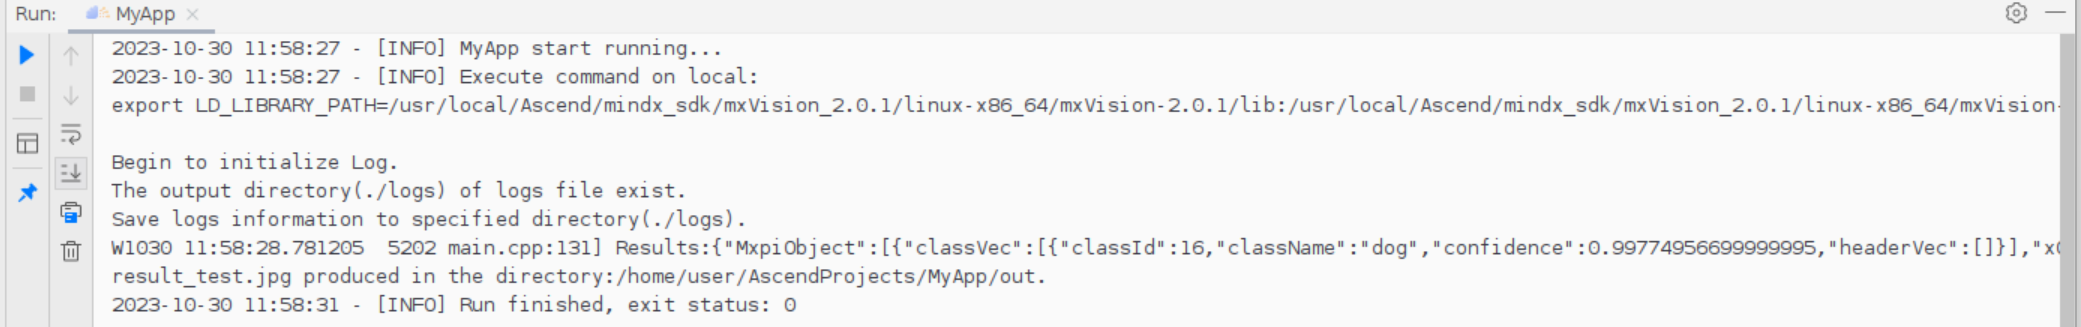 Run: MyApp
2023-10-30 11:58:27 - [INFO] MyApp start running...
2023-10-30 11:58:27 - [INFO] Execute command on local:
export LD_LIBRARY_PATH=/usr/local/Ascend/mindx_sdk/mxVision_2.0.1/linux-x86_64/mxVision-2.0.1/lib:/usr/local/Ascend/mindx_sdk/mxVision_2.0.1/linux-x86_64/mxVision-
Begin to initialize Log.
The output directory(./logs) of logs file exist.
Save logs information to specified directory(./logs).
W1030 11:58:28.781205  5202 main.cpp:131] Results:{"MxpiObject":[{"classVec":[{"classId":16,"className":"dog","confidence":0.99774956699999995,"headerVec":[]}],"x0
result_test.jpg produced in the directory:/home/user/AscendProjects/MyApp/out.
2023-10-30 11:58:31 - [INFO] Run finished, exit status: 0